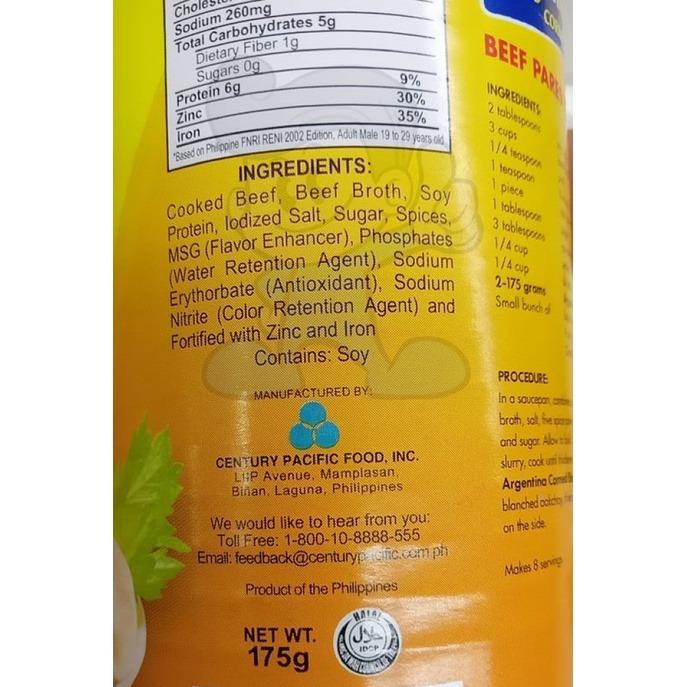 Sodium 260mg
Total Carbohydrates 5g
Dietary Fiber 1g
Sugars 0g
Protein 6g 9%
Zinc 30%
Iron 35%
*Based on Philippine FNRI RENI 2002 Edition, Adult Male 19 to 29 years old
INGREDIENTS:
Cooked Beef, Beef Broth, Soy
Protein, Iodized Salt, Sugar, Spices,
MSG (Flavor Enhancer), Phosphates
(Water Retention Agent), Sodium
Erythorbate (Antioxidant), Sodium
Nitrite (Color Retention Agent) and
Fortified with Zinc and Iron
Contains: Soy
MANUFACTURED BY:
CENTURY PACIFIC FOOD, INC.
LIIP Avenue, Mamplasan,
Biñan, Laguna, Philippines
We would like to hear from you:
Toll Free: 1-800-10-8888-555
Email: feedback@centurypacific.com.ph
Product of the Philippines
NET WT.
175g
HALAL
IDCP
BEEF
INGREDIENTS:
2 tablespoons
3 cups
1/4 teaspoon
1 teaspoon
1 piece
1 tablespoon
3 tablespoons
1/4 cup
1/4 cup
2-175 grams
Small bunch of
PROCEDURE:
In a saucepan, combine
broth, salt, five
and sugar. Allow to
slurry, cook until
Argentina Corned
blanched
on the side.
Makes 8 servings